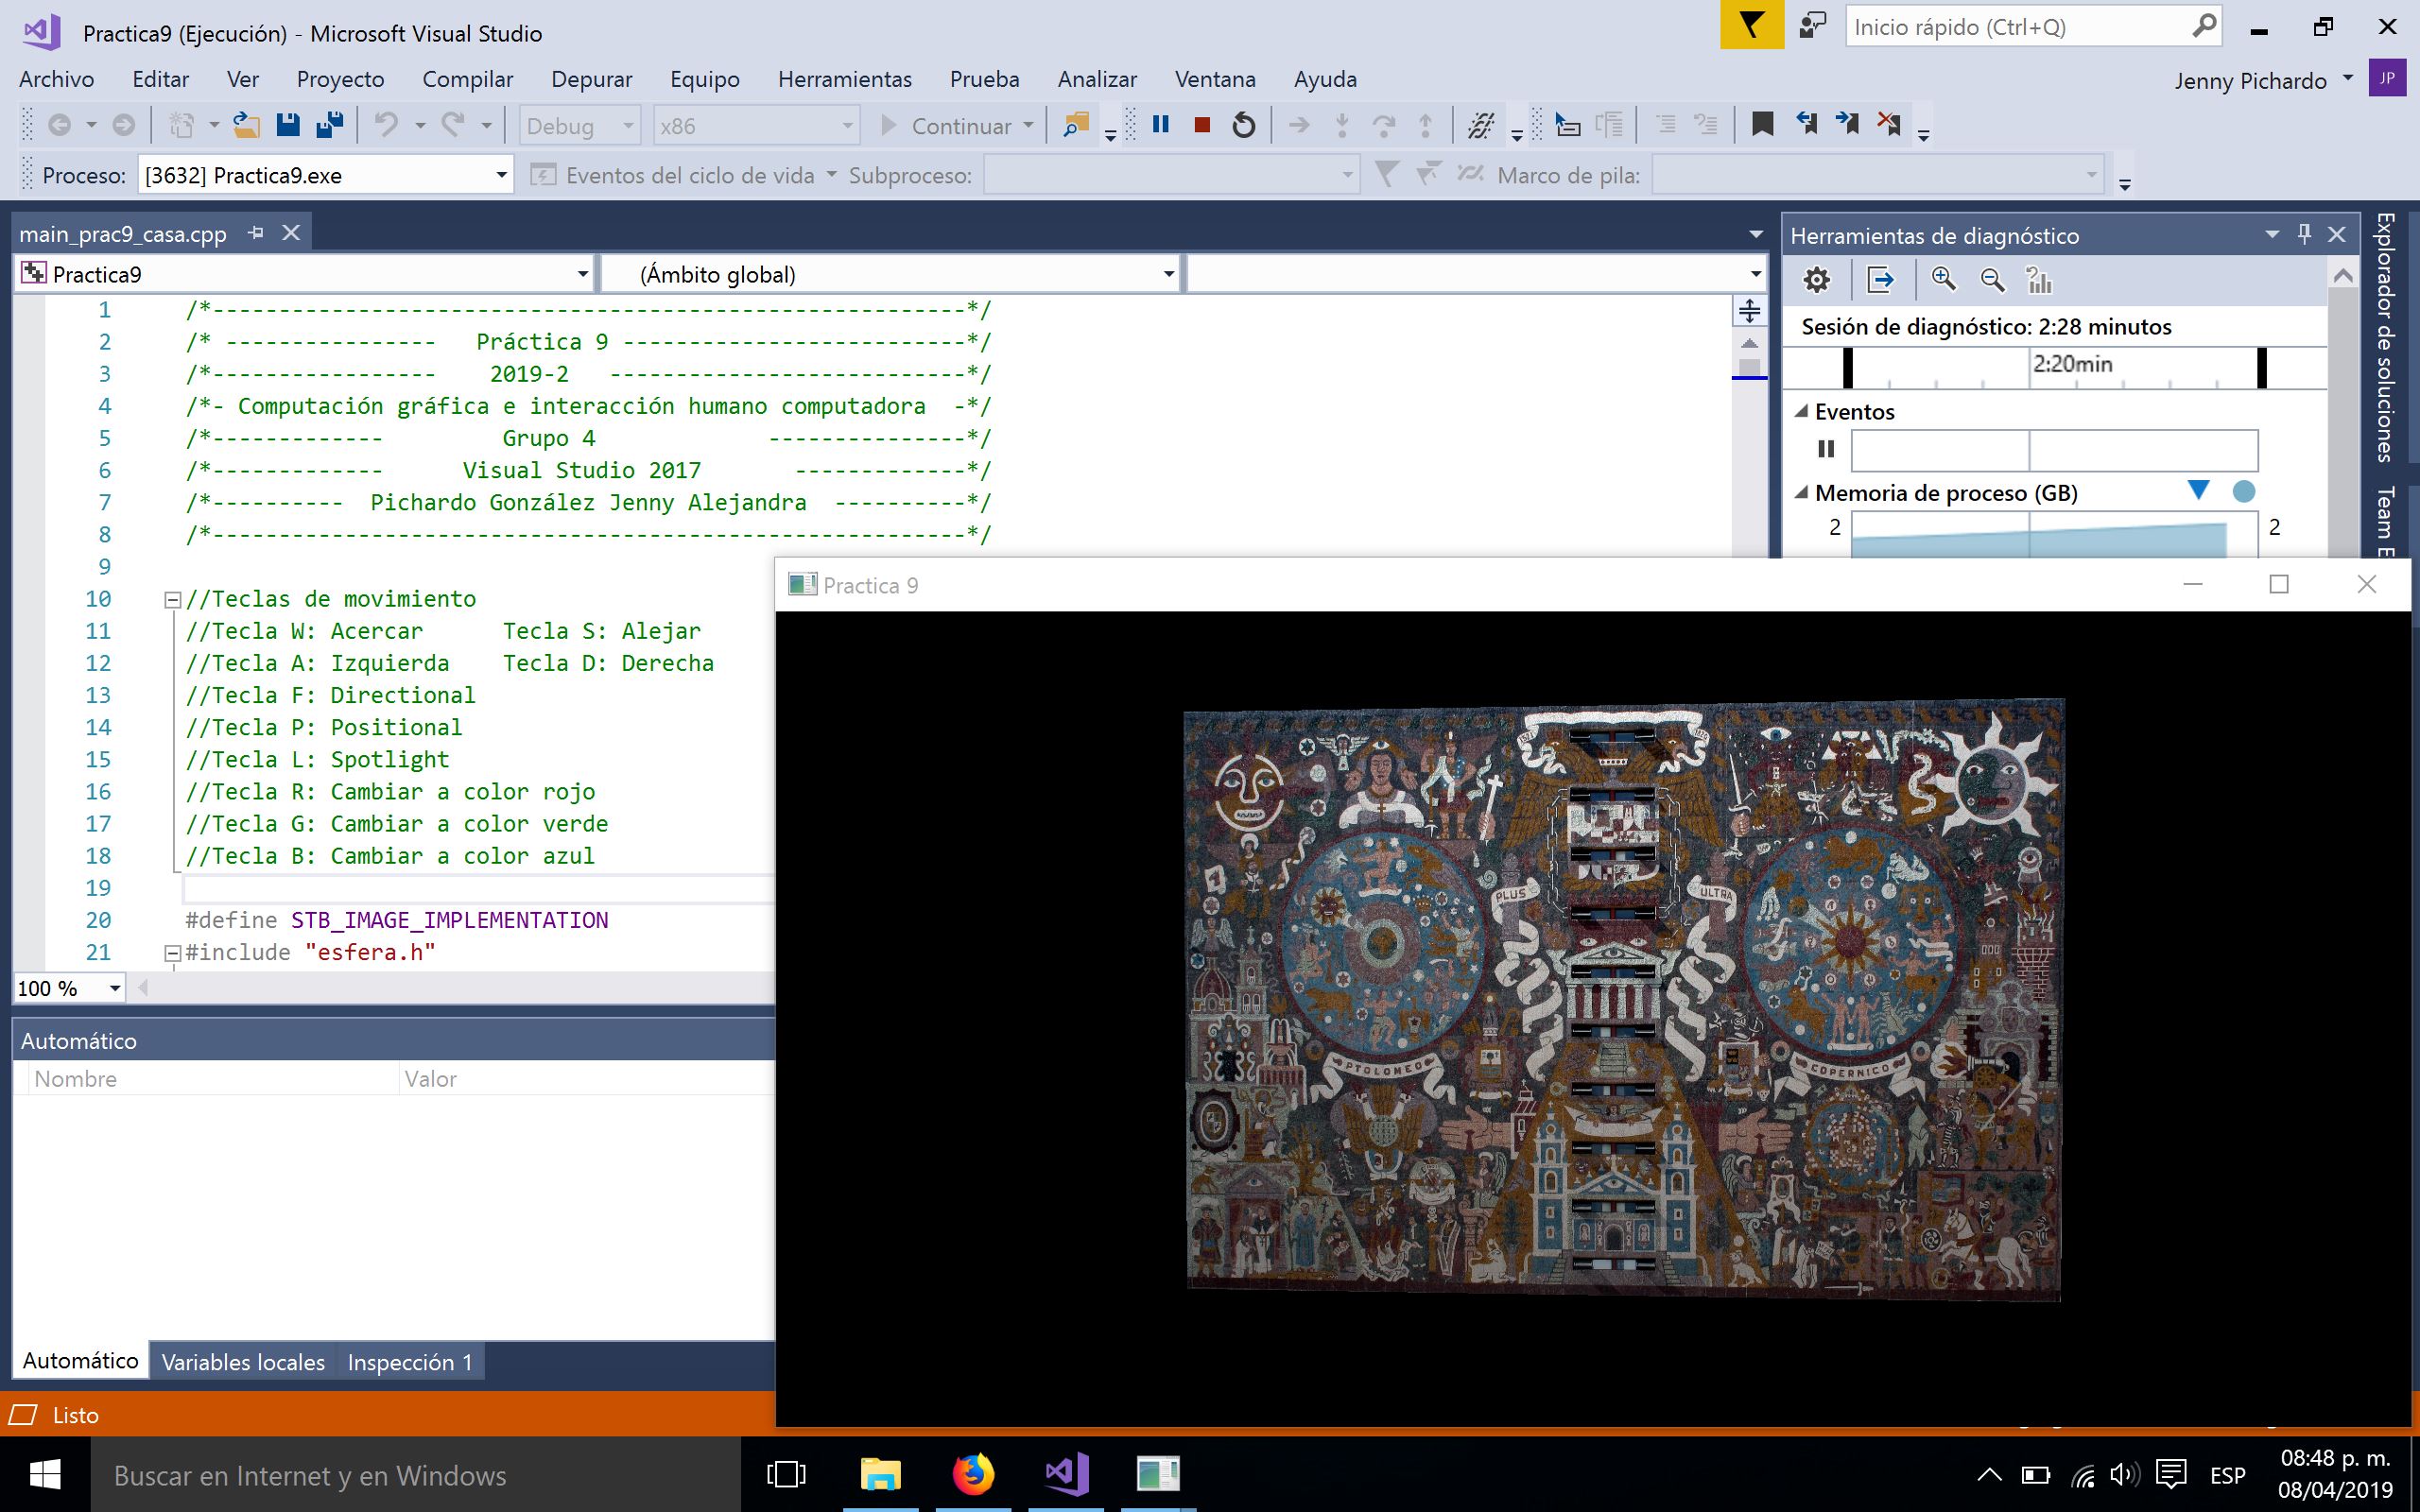 Practica9 (Ejecución) - Microsoft Visual Studio
Inicio rápido (Ctrl+Q)
Archivo Editar Ver Proyecto Compilar Depurar Equipo Herramientas Prueba Analizar Ventana Ayuda
Jenny Pichardo JP
Debug x86 Continuar
Proceso: [3632] Practica9.exe Eventos del ciclo de vida Subproceso: Marco de pila:
main_prac9_casa.cpp
Practica9 (Ámbito global)
1 /*---------------------------------------------------------*/
2 /* ---------------- Práctica 9 --------------------------*/
3 /*----------------- 2019-2 ---------------------------*/
4 /*- Computación gráfica e interacción humano computadora -*/
5 /*------------- Grupo 4 ---------------*/
6 /*------------- Visual Studio 2017 -------------*/
7 /*---------- Pichardo González Jenny Alejandra ----------*/
8 /*---------------------------------------------------------*/
9
10 //Teclas de movimiento
11 //Tecla W: Acercar Tecla S: Alejar
12 //Tecla A: Izquierda Tecla D: Derecha
13 //Tecla F: Directional
14 //Tecla P: Positional
15 //Tecla L: Spotlight
16 //Tecla R: Cambiar a color rojo
17 //Tecla G: Cambiar a color verde
18 //Tecla B: Cambiar a color azul
19
20 #define STB_IMAGE_IMPLEMENTATION
21 #include "esfera.h"
100 %
Herramientas de diagnóstico
Sesión de diagnóstico: 2:28 minutos
2:20min
Eventos
Memoria de proceso (GB)
2 2
Explorador de soluciones
Team E
Practica 9
PLUS ULTRA
PTOLOMEO COPERNICO
Automático
Nombre Valor
Automático Variables locales Inspección 1
Listo
Buscar en Internet y en Windows
ESP
08:48 p. m.
08/04/2019